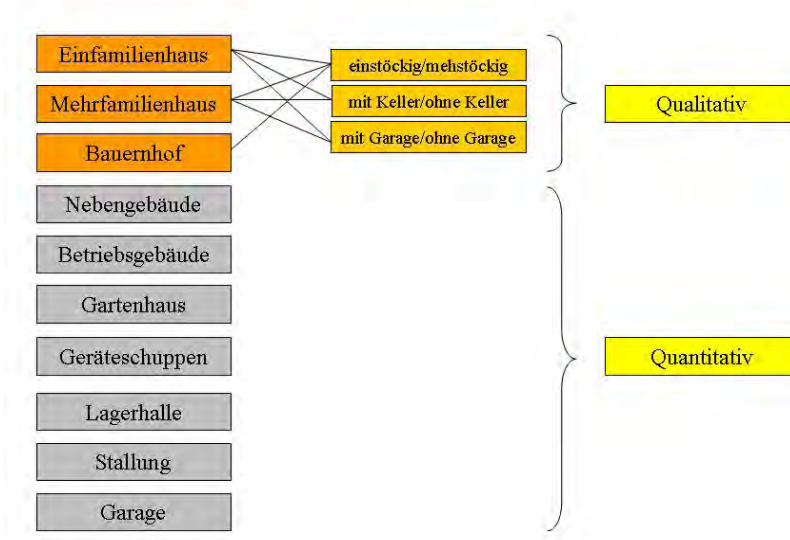 Einfamilienhaus
einstöckig/mehstöckig
Mehrfamilienhaus
mit Keller/ohne Keller
Qualitativ
mit Garage/ohne Garage
Bauernhof
Nebengebäude
Betriebsgebäude
Gartenhaus
Geräteschuppen
Quantitativ
Lagerhalle
Stallung
Garage